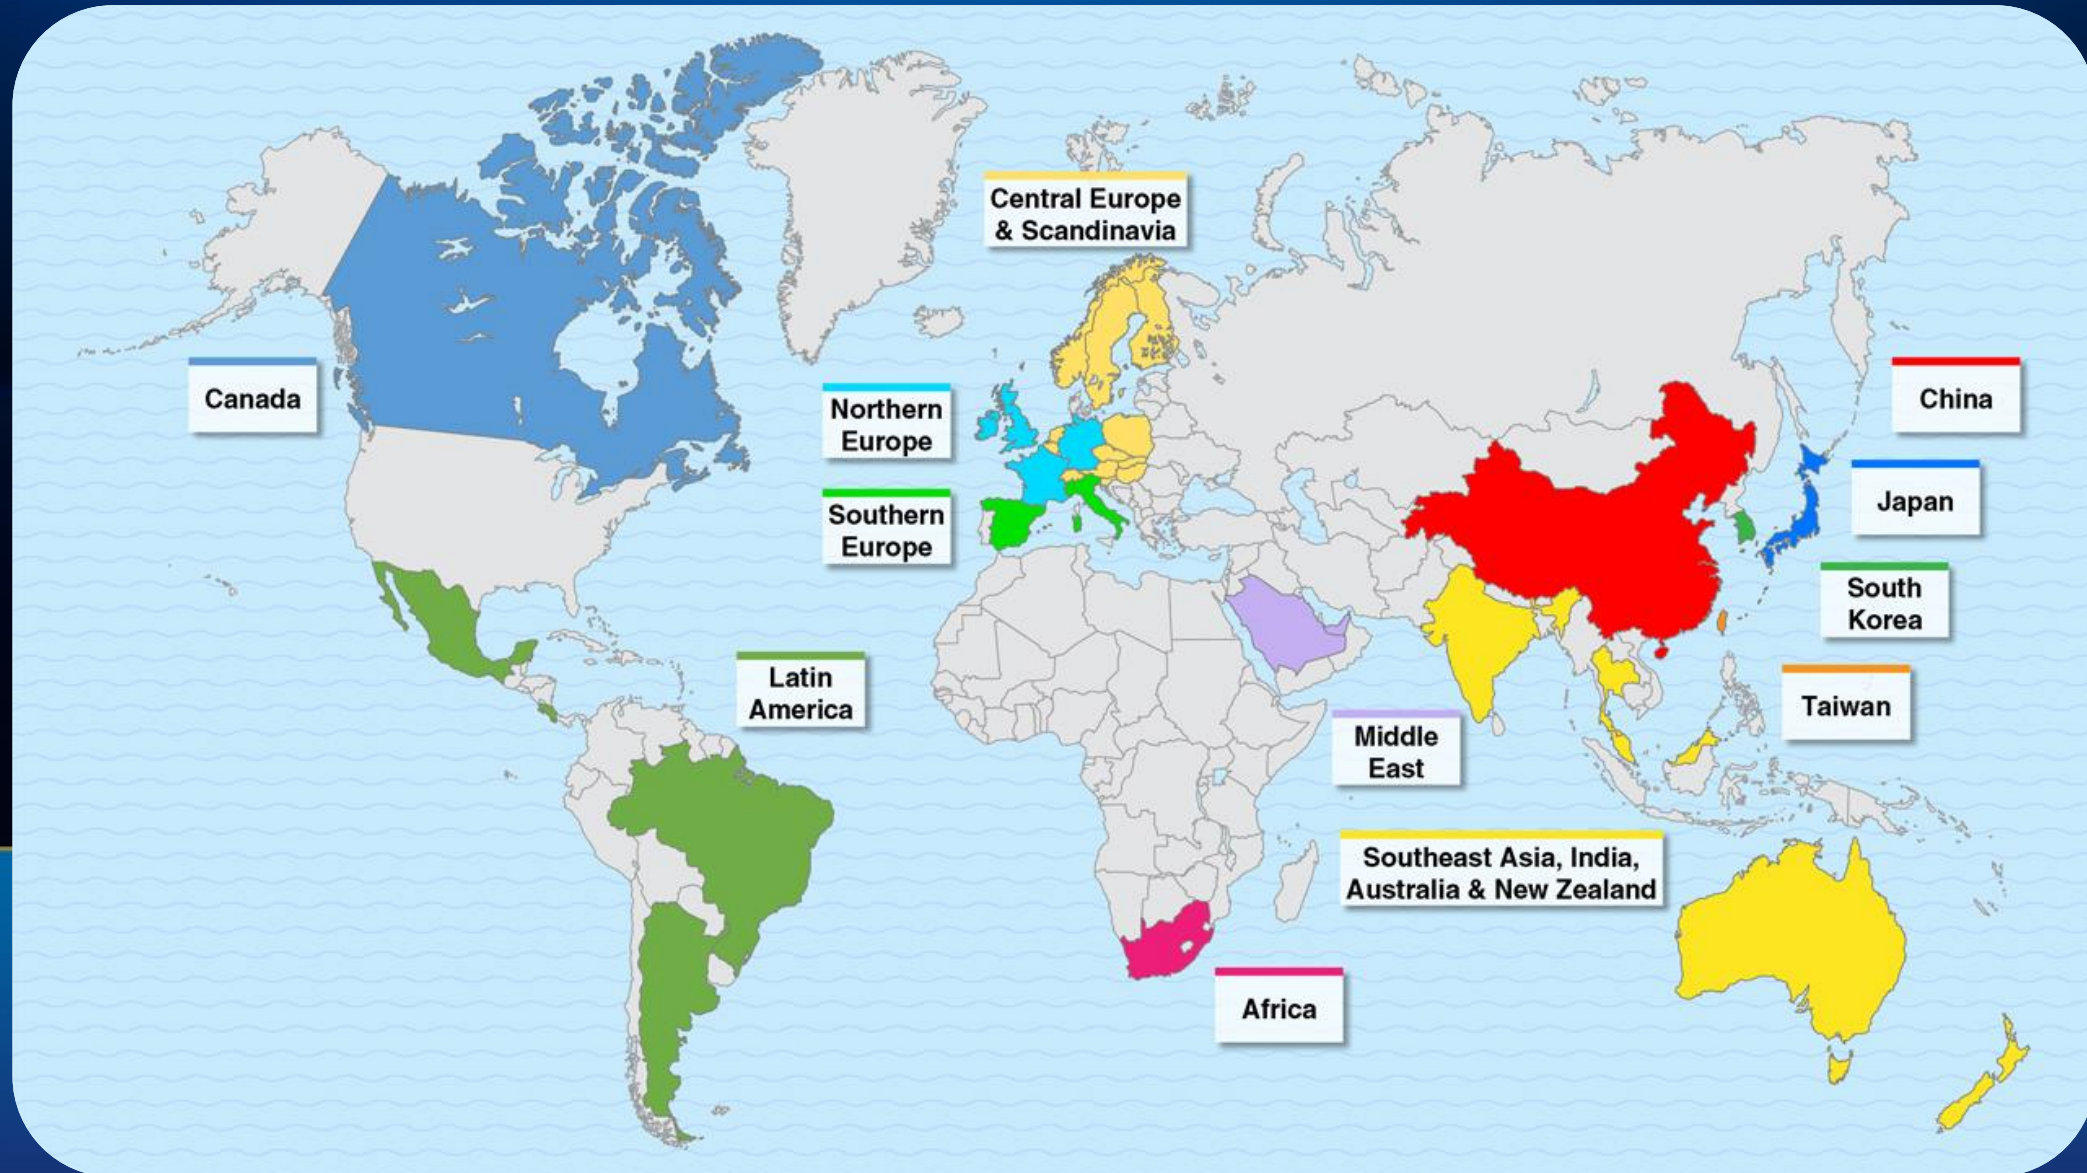 Central Europe
& Scandinavia
Canada
Northern
Europe
China
Southern
Europe
Japan
South
Korea
Latin
America
Taiwan
Middle
East
Southeast Asia, India,
Australia & New Zealand
Africa